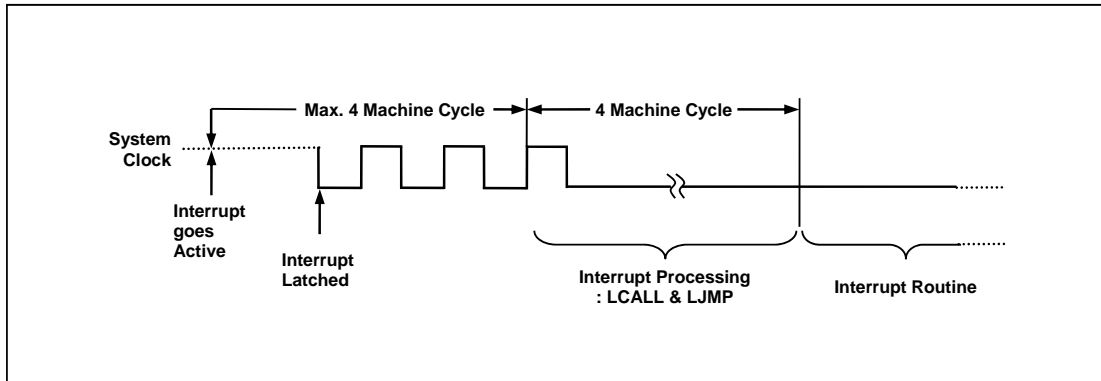 Max. 4 Machine Cycle
4 Machine Cycle
System
Clock
Interrupt
goes
Active
Interrupt
Latched
Interrupt Processing
: LCALL & LJMP
Interrupt Routine